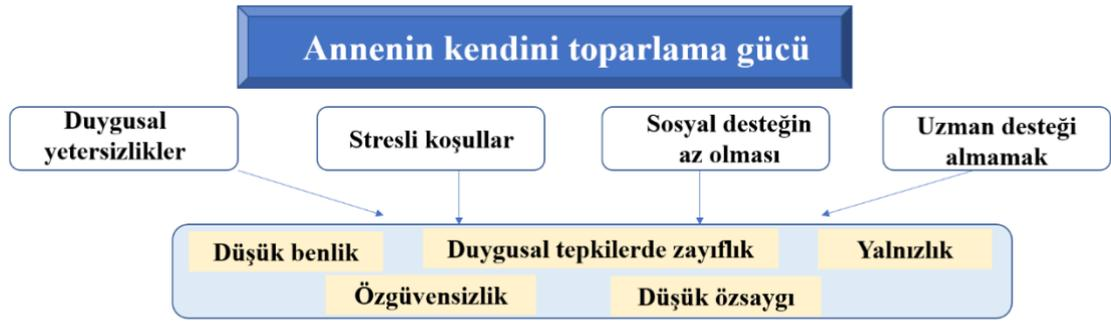 Annenin kendini toparlama gücü
Duygusal
yetersizlikler
Stresli koşullar
Sosyal desteğin
az olması
Uzman desteği
almamak
Düşük benlik
Duygusal tepkilerde zayıflık
Yalnızlık
Özgüvensizlik
Düşük özsaygı